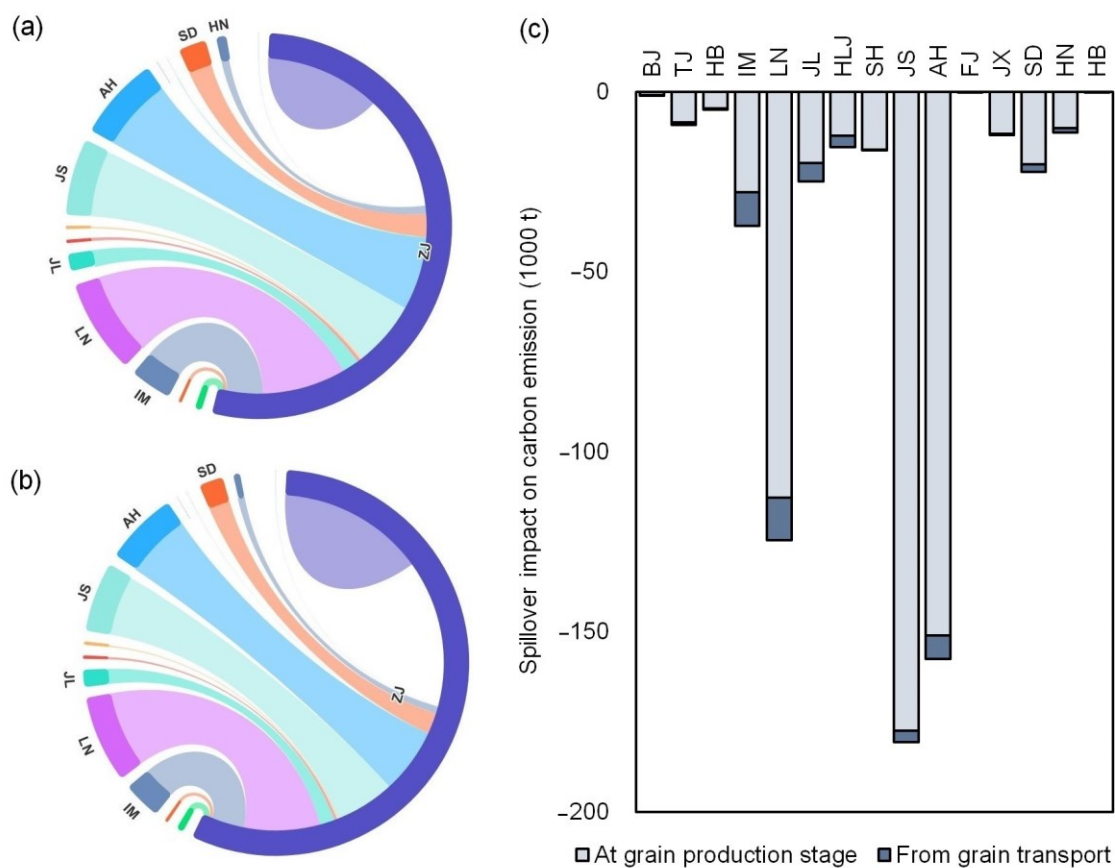 (a)
HN
SD
AH
JS
JL
LN
IM
ZJ
(b)
SD
AH
JS
JL
LN
IM
ZJ
(c)
BJ TJ HB IM LN JL HLJ SH JS AH FJ JX SD HN HB
Spillover impact on carbon emission (1000 t)
0
−50
−100
−150
−200
At grain production stage From grain transport